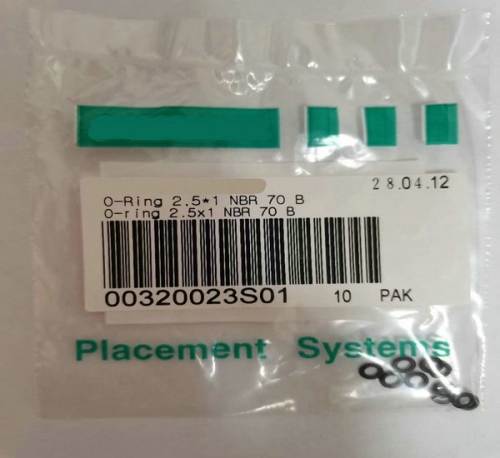 28.04.12
O-Ring 2.5*1 NBR 70 B
O-ring 2.5x1 NBR 70 B
00320023S01 10 PAK
Placement Systems